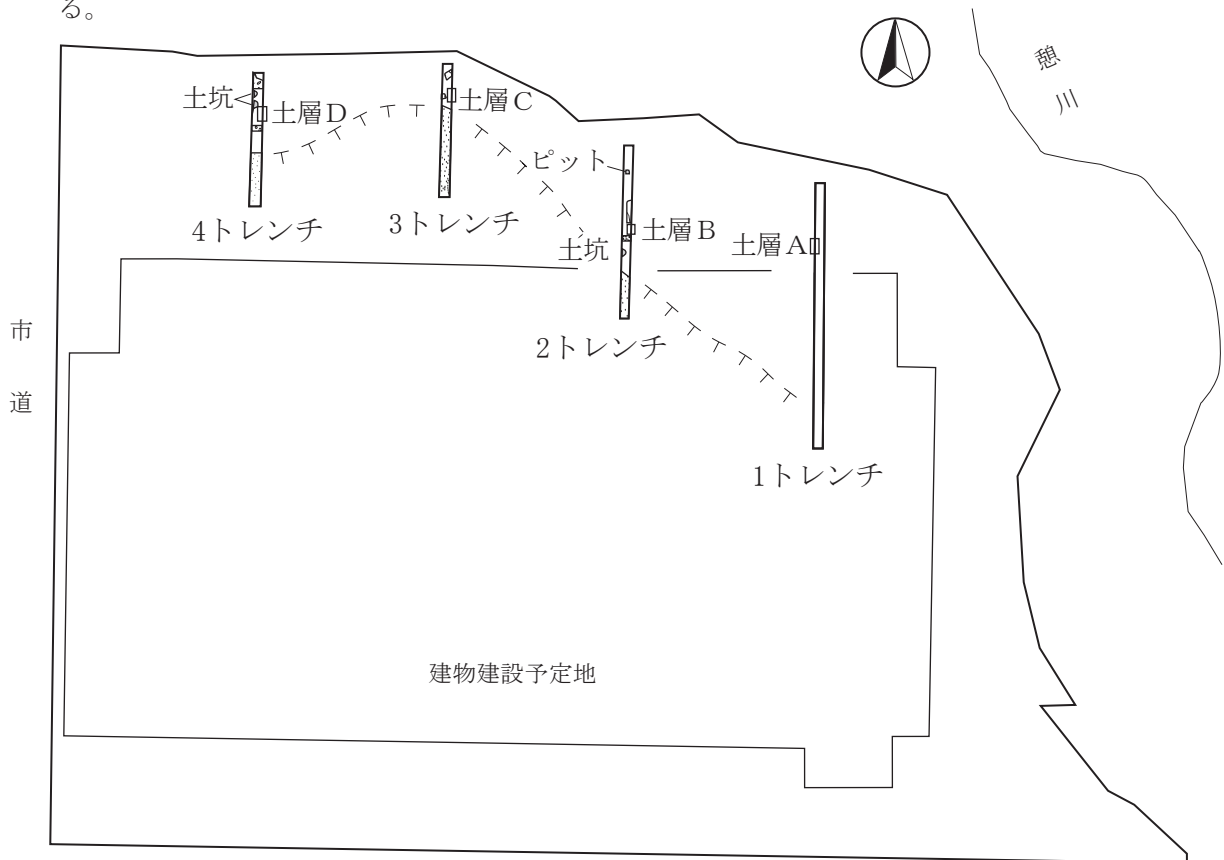 る。
憩川
土坑
土層D
土層C
ピット
土層B
土坑
土層A
4トレンチ
3トレンチ
2トレンチ
1トレンチ
市道
建物建設予定地